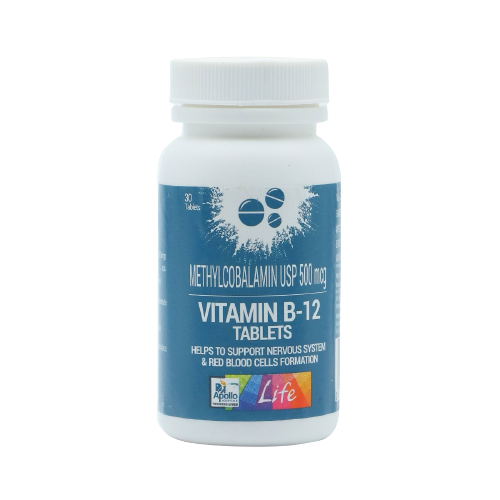 30
Tablets
METHYLCOBALAMIN USP 500 mcg
VITAMIN B-12
TABLETS
HELPS TO SUPPORT NERVOUS SYSTEM
& RED BLOOD CELLS FORMATION
Apollo
Life